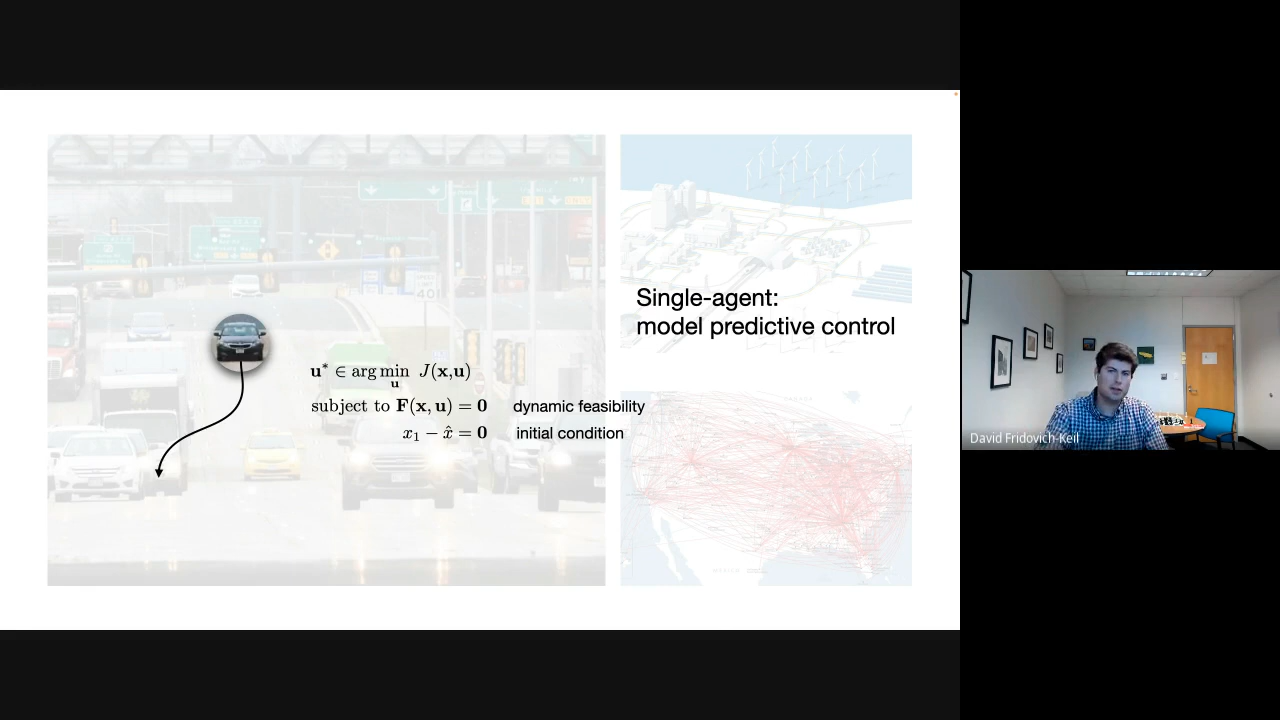 Single-agent:
model predictive control
𝐮* ∈ arg min J(𝐱,𝐮)
𝐮
subject to 𝐅(𝐱, 𝐮) = 𝟎 dynamic feasibility
x₁ − x̂ = 𝟎 initial condition
David Fridovich-Keil